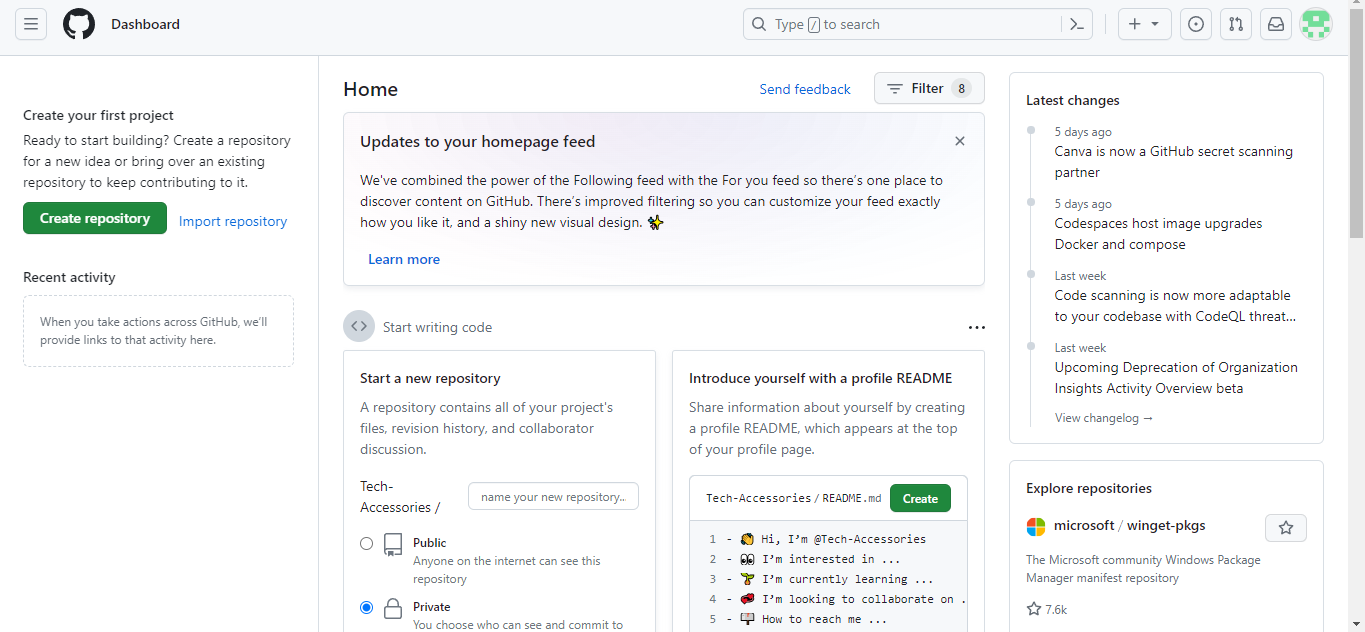 Dashboard
Type / to search
Create your first project
Ready to start building? Create a repository
for a new idea or bring over an existing
repository to keep contributing to it.
Create repository
Import repository
Recent activity
When you take actions across GitHub, we'll
provide links to that activity here.
Home
Send feedback
Filter 8
Updates to your homepage feed
We've combined the power of the Following feed with the For you feed so there's one place to
discover content on GitHub. There's improved filtering so you can customize your feed exactly
how you like it, and a shiny new visual design. ✨
Learn more
Start writing code
Start a new repository
A repository contains all of your project's
files, revision history, and collaborator
discussion.
Tech-
Accessories /
name your new repository...
Public
Anyone on the internet can see this
repository
Private
You choose who can see and commit to
Introduce yourself with a profile README
Share information about yourself by creating
a profile README, which appears at the top
of your profile page.
Tech-Accessories / README.md
Create
1 - 👋 Hi, I'm @Tech-Accessories
2 - 👀 I'm interested in ...
3 - 🌱 I'm currently learning ...
4 - 💞️ I'm looking to collaborate on .
5 - 📫 How to reach me ...
Latest changes
5 days ago
Canva is now a GitHub secret scanning
partner
5 days ago
Codespaces host image upgrades
Docker and compose
Last week
Code scanning is now more adaptable
to your codebase with CodeQL threat...
Last week
Upcoming Deprecation of Organization
Insights Activity Overview beta
View changelog →
Explore repositories
microsoft / winget-pkgs
The Microsoft community Windows Package
Manager manifest repository
7.6k